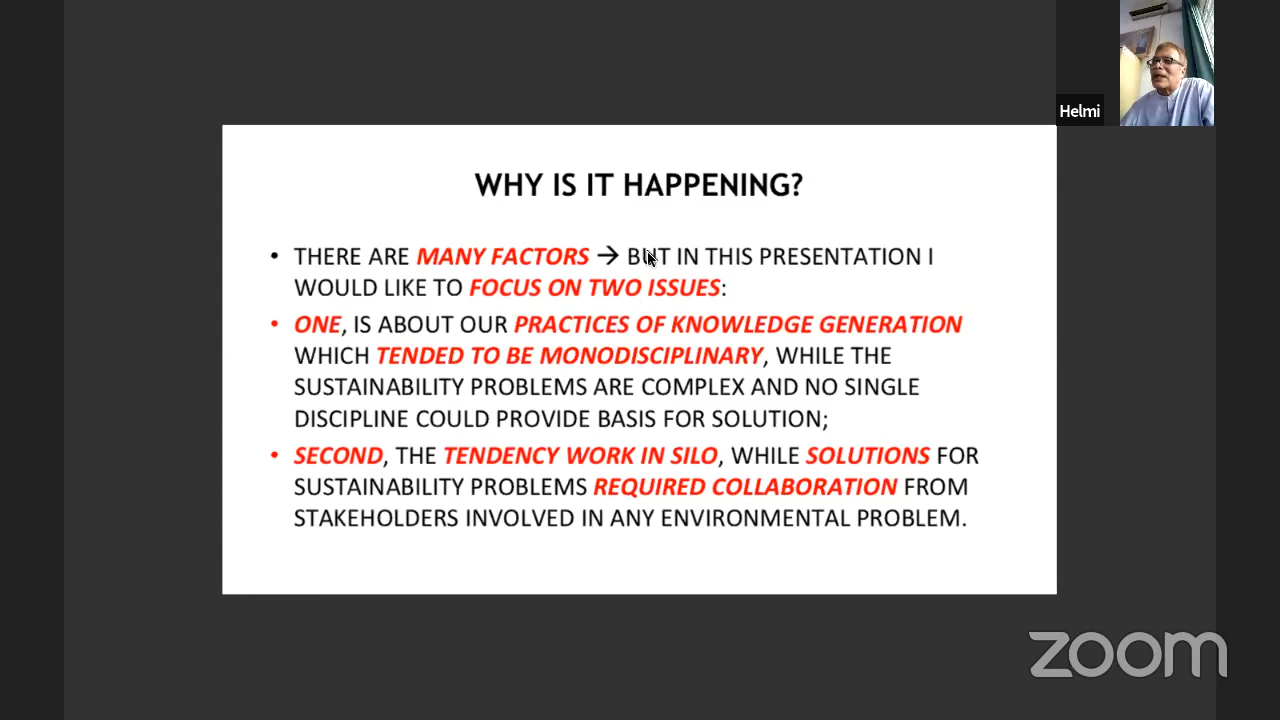 Helmi
WHY IS IT HAPPENING?
• THERE ARE MANY FACTORS → BUT IN THIS PRESENTATION I
WOULD LIKE TO FOCUS ON TWO ISSUES:
• ONE, IS ABOUT OUR PRACTICES OF KNOWLEDGE GENERATION
WHICH TENDED TO BE MONODISCIPLINARY, WHILE THE
SUSTAINABILITY PROBLEMS ARE COMPLEX AND NO SINGLE
DISCIPLINE COULD PROVIDE BASIS FOR SOLUTION;
• SECOND, THE TENDENCY WORK IN SILO, WHILE SOLUTIONS FOR
SUSTAINABILITY PROBLEMS REQUIRED COLLABORATION FROM
STAKEHOLDERS INVOLVED IN ANY ENVIRONMENTAL PROBLEM.
zoom